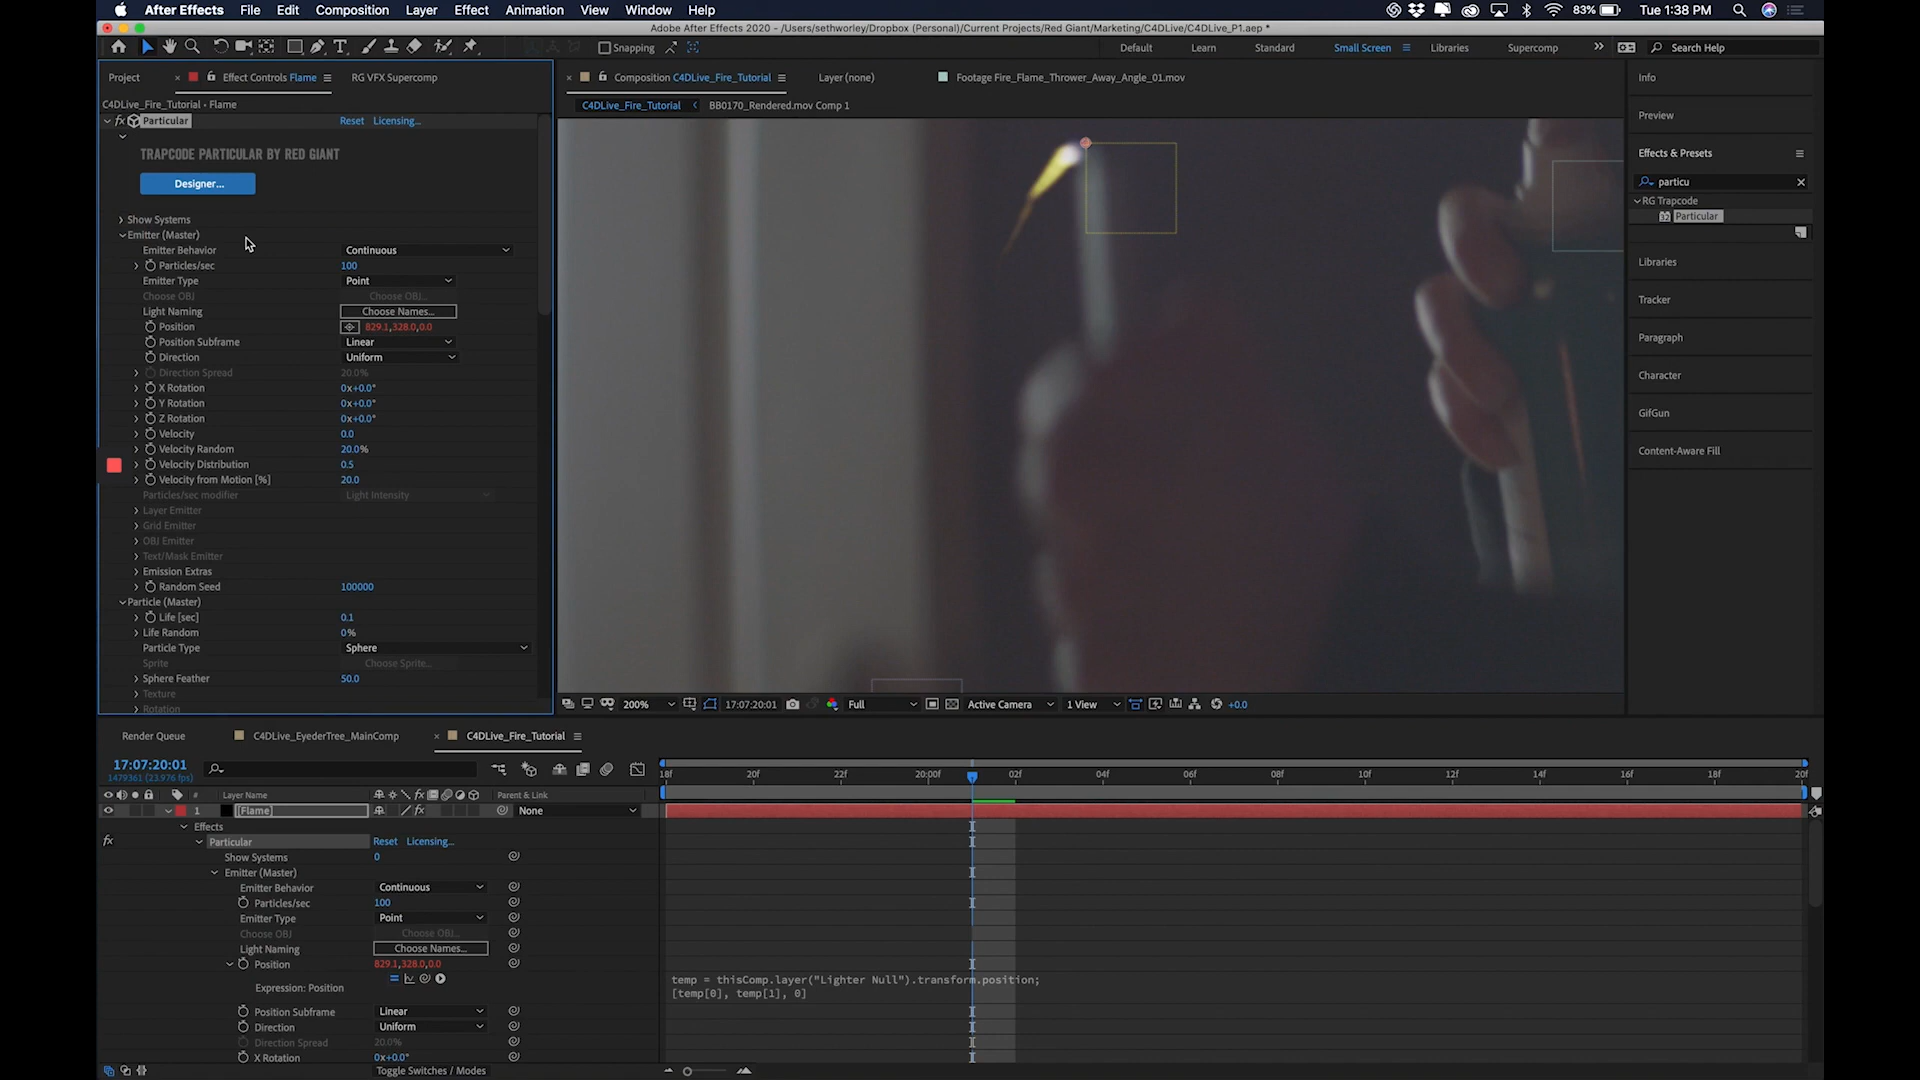 After Effects File Edit Composition Layer Effect Animation View Window Help 83% Tue 1:38 PM
Adobe After Effects 2020 - /Users/sethworley/Dropbox (Personal)/Current Projects/Red Giant/Marketing/C4DLive/C4DLive_P1.aep *
Snapping Default Learn Standard Small Screen Libraries Supercomp Search Help
Project Effect Controls Flame RG VFX Supercomp Composition C4DLive_Fire_Tutorial Layer (none) Footage Fire_Flame_Thrower_Away_Angle_01.mov Info
C4DLive_Fire_Tutorial • Flame
C4DLive_Fire_Tutorial BB0170_Rendered.mov Comp 1
Preview
fx Particular Reset Licensing...
TRAPCODE PARTICULAR BY RED GIANT
Effects & Presets
Designer...
particu
RG Trapcode
Particular
Show Systems
Emitter (Master)
Emitter Behavior Continuous
Particles/sec 100
Emitter Type Point
Choose OBJ Choose OBJ...
Light Naming Choose Names...
Position 829.1,328.0,0.0
Position Subframe Linear
Direction Uniform
Direction Spread 20.0%
X Rotation 0x+0.0°
Y Rotation 0x+0.0°
Z Rotation 0x+0.0°
Velocity 0.0
Velocity Random 20.0%
Velocity Distribution 0.5
Velocity from Motion [%] 20.0
Particles/sec modifier Light Intensity
Layer Emitter
Grid Emitter
OBJ Emitter
Text/Mask Emitter
Emission Extras
Random Seed 100000
Particle (Master)
Life [sec] 0.1
Life Random 0%
Particle Type Sphere
Sprite Choose Sprite...
Sphere Feather 50.0
Texture
Rotation
Libraries
Tracker
Paragraph
Character
GifGun
Content-Aware Fill
200% 17:07:20:01 Full Active Camera 1 View +0.0
Render Queue C4DLive_EyederTree_MainComp C4DLive_Fire_Tutorial
17:07:20:01
1479361 (23.976 fps)
18f 20f 22f 20:00f 02f 04f 06f 08f 10f 12f 14f 16f 18f 20f
# Layer Name fx Parent & Link
1 [Flame] fx None
Effects
fx Particular Reset Licensing...
Show Systems 0
Emitter (Master)
Emitter Behavior Continuous
Particles/sec 100
Emitter Type Point
Choose OBJ Choose OBJ...
Light Naming Choose Names...
Position 829.1,328.0,0.0
Expression: Position
temp = thisComp.layer("Lighter Null").transform.position;
[temp[0], temp[1], 0]
Position Subframe Linear
Direction Uniform
Direction Spread 20.0%
X Rotation 0x+0.0°
Toggle Switches / Modes